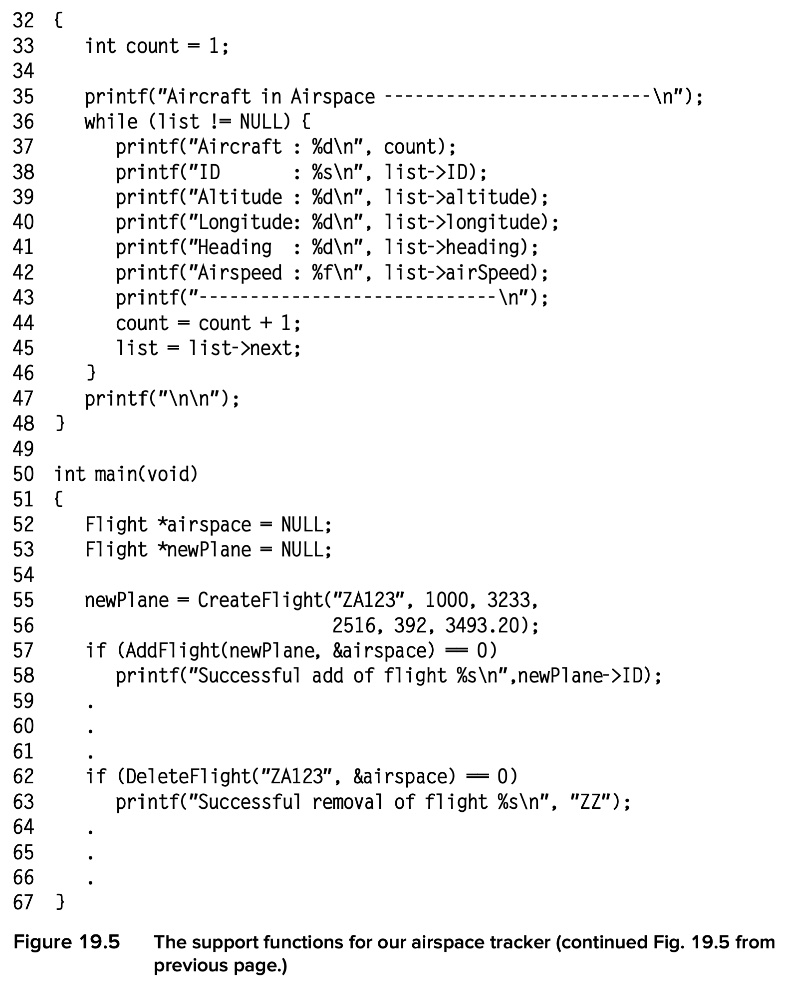 32 {
33    int count = 1;
34
35    printf("Aircraft in Airspace --------------------------\n");
36    while (list != NULL) {
37       printf("Aircraft : %d\n", count);
38       printf("ID       : %s\n", list->ID);
39       printf("Altitude : %d\n", list->altitude);
40       printf("Longitude: %d\n", list->longitude);
41       printf("Heading  : %d\n", list->heading);
42       printf("Airspeed : %f\n", list->airSpeed);
43       printf("-----------------------------\n");
44       count = count + 1;
45       list = list->next;
46    }
47    printf("\n\n");
48 }
49
50 int main(void)
51 {
52    Flight *airspace = NULL;
53    Flight *newPlane = NULL;
54
55    newPlane = CreateFlight("ZA123", 1000, 3233,
56                            2516, 392, 3493.20);
57    if (AddFlight(newPlane, &airspace) == 0)
58       printf("Successful add of flight %s\n",newPlane->ID);
59    .
60    .
61    .
62    if (DeleteFlight("ZA123", &airspace) == 0)
63       printf("Successful removal of flight %s\n", "ZZ");
64    .
65    .
66    .
67 }
Figure 19.5 The support functions for our airspace tracker (continued Fig. 19.5 from
previous page.)